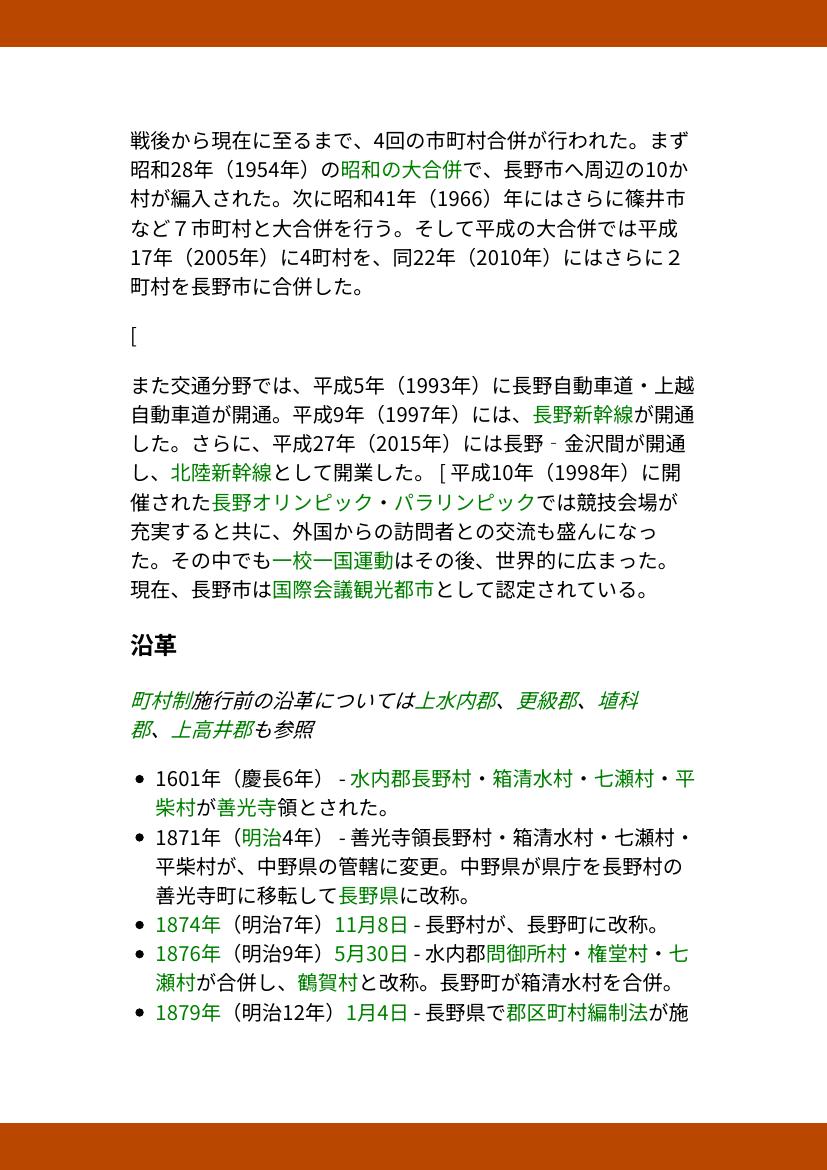 戦後から現在に至るまで、4回の市町村合併が行われた。まず
昭和28年（1954年）の昭和の大合併で、長野市へ周辺の10か
村が編入された。次に昭和41年（1966）年にはさらに篠井市
など７市町村と大合併を行う。そして平成の大合併では平成
17年（2005年）に4町村を、同22年（2010年）にはさらに２
町村を長野市に合併した。
[
また交通分野では、平成5年（1993年）に長野自動車道・上越
自動車道が開通。平成9年（1997年）には、長野新幹線が開通
した。さらに、平成27年（2015年）には長野‐金沢間が開通
し、北陸新幹線として開業した。 [ 平成10年（1998年）に開
催された長野オリンピック・パラリンピックでは競技会場が
充実すると共に、外国からの訪問者との交流も盛んになっ
た。その中でも一校一国運動はその後、世界的に広まった。
現在、長野市は国際会議観光都市として認定されている。
沿革
町村制施行前の沿革については上水内郡、更級郡、埴科
郡、上高井郡も参照
• 1601年（慶長6年） - 水内郡長野村・箱清水村・七瀬村・平
柴村が善光寺領とされた。
• 1871年（明治4年） - 善光寺領長野村・箱清水村・七瀬村・
平柴村が、中野県の管轄に変更。中野県が県庁を長野村の
善光寺町に移転して長野県に改称。
• 1874年（明治7年）11月8日 - 長野村が、長野町に改称。
• 1876年（明治9年）5月30日 - 水内郡問御所村・権堂村・七
瀬村が合併し、鶴賀村と改称。長野町が箱清水村を合併。
• 1879年（明治12年）1月4日 - 長野県で郡区町村編制法が施